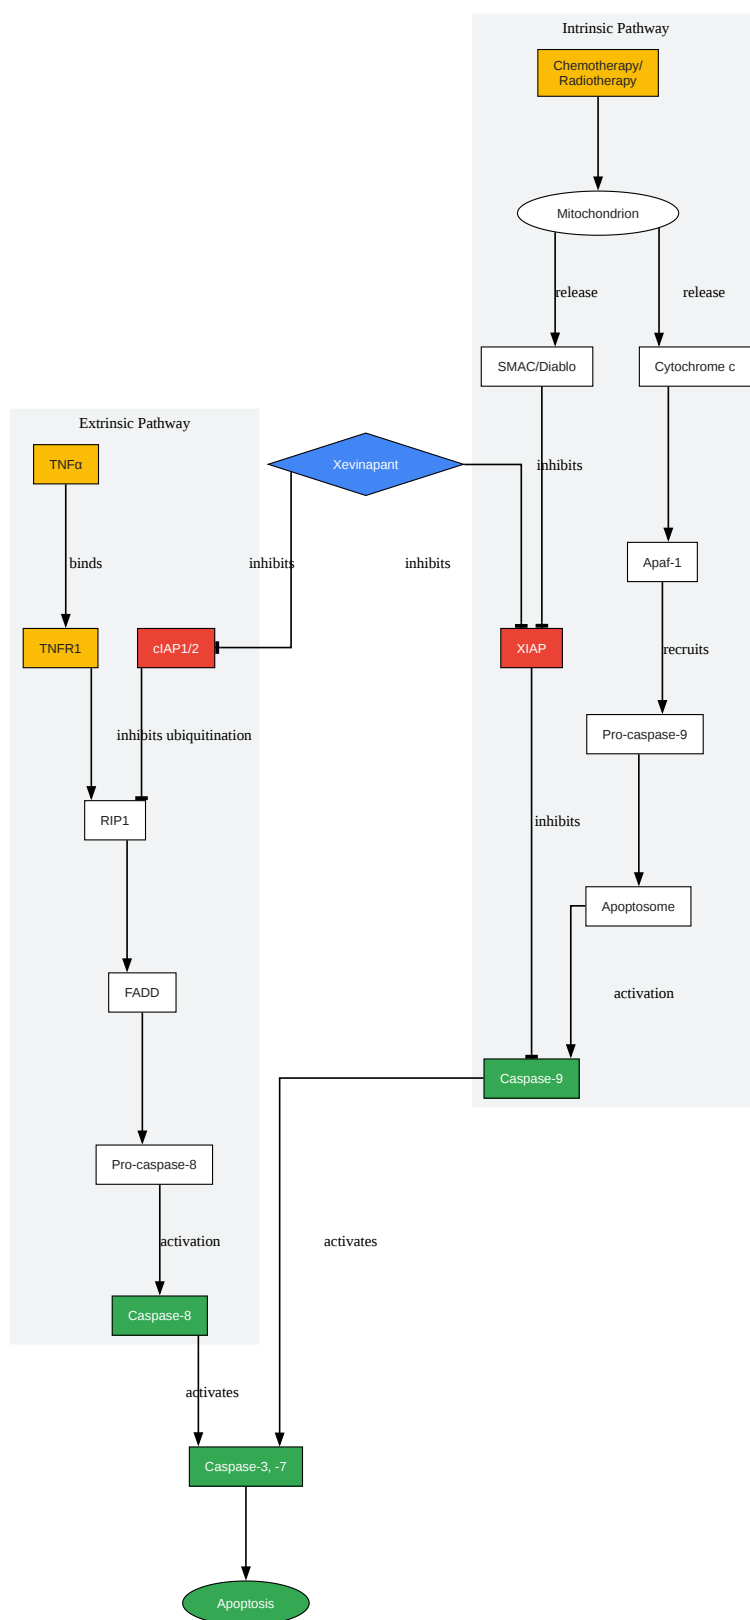 Intrinsic Pathway
Chemotherapy/
Radiotherapy
Mitochondrion
release
release
SMAC/Diablo
Cytochrome c
Extrinsic Pathway
TNFα
Xevinapant
inhibits
binds
inhibits
inhibits
Apaf-1
TNFR1
cIAP1/2
XIAP
recruits
inhibits ubiquitination
Pro-caspase-9
RIP1
inhibits
Apoptosome
FADD
activation
Caspase-9
Pro-caspase-8
activation
activates
Caspase-8
activates
Caspase-3, -7
Apoptosis